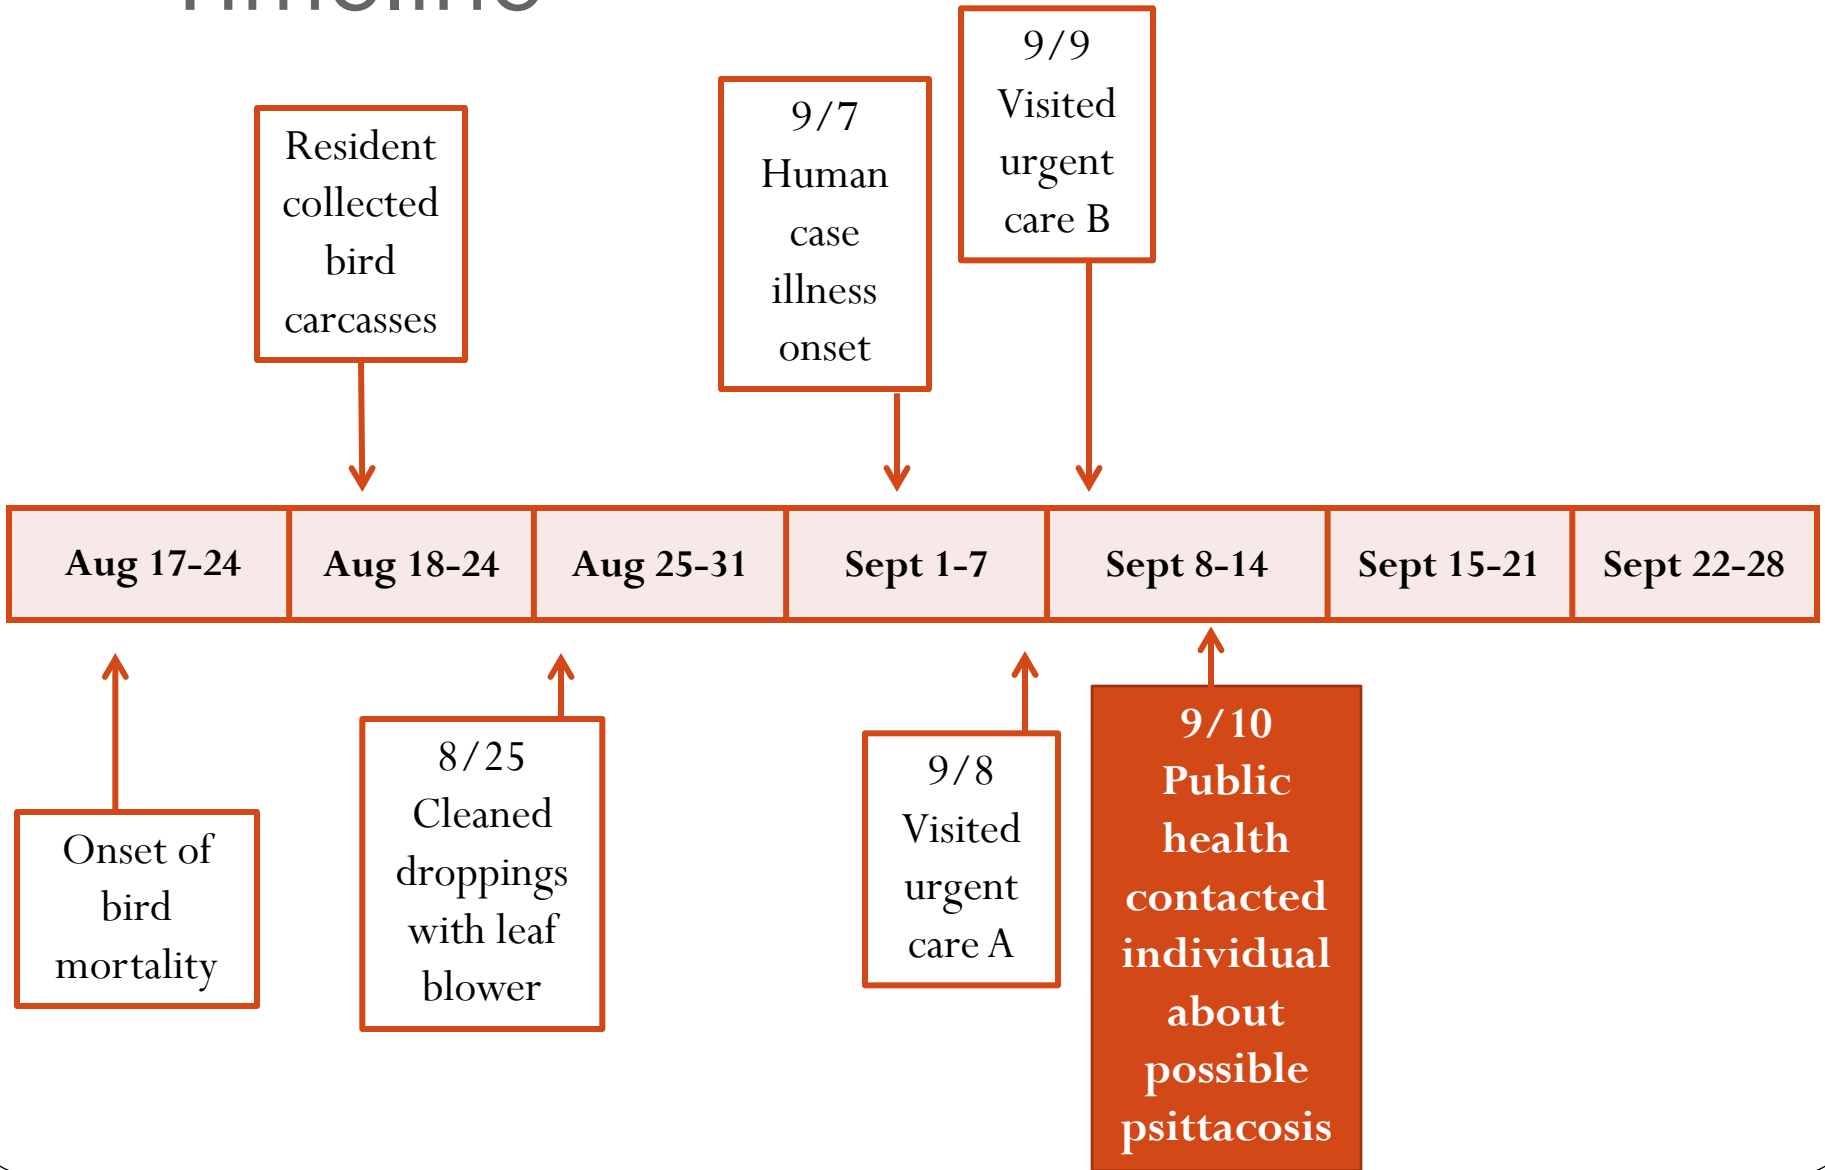 Timeline
9/9
Visited
urgent
care B
9/7
Human
case
illness
onset
Resident
collected
bird
carcasses
Aug 17-24
Aug 18-24
Aug 25-31
Sept 1-7
Sept 8-14
Sept 15-21
Sept 22-28
Onset of
bird
mortality
8/25
Cleaned
droppings
with leaf
blower
9/8
Visited
urgent
care A
9/10
Public
health
contacted
individual
about
possible
psittacosis